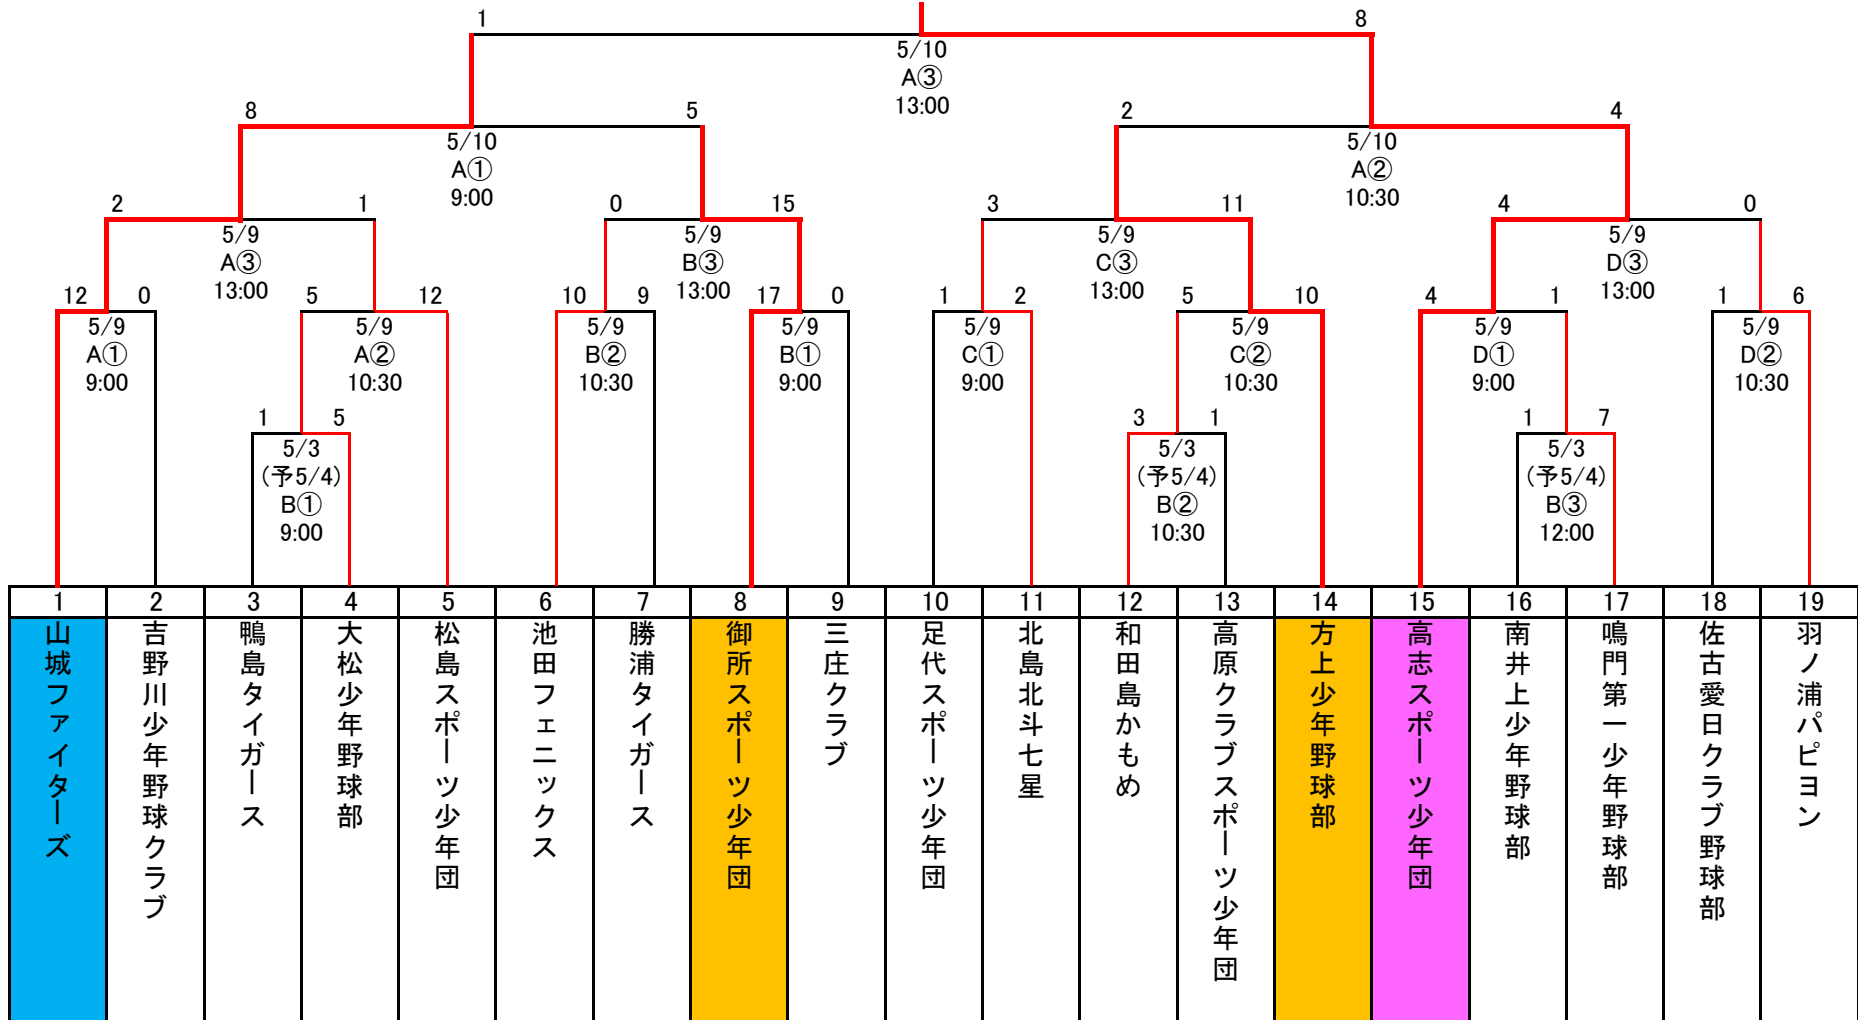 1 8
5/10
A③
13:00
8 5 2 4
5/10 5/10
A① A②
9:00 10:30
2 1 0 15 3 11 4 0
5/9 5/9 5/9 5/9
A③ B③ C③ D③
13:00 13:00 13:00 13:00
12 0 5 12 10 9 17 0 1 2 5 10 4 1 1 6
5/9 5/9 5/9 5/9 5/9 5/9 5/9 5/9
A① A② B② B① C① C② D① D②
9:00 10:30 10:30 9:00 9:00 10:30 9:00 10:30
1 5 3 1 1 7
5/3 5/3 5/3
(予5/4) (予5/4) (予5/4)
B① B② B③
9:00 10:30 12:00
1 2 3 4 5 6 7 8 9 10 11 12 13 14 15 16 17 18 19
山城ファイターズ
吉野川少年野球クラブ
鴨島タイガース
大松少年野球部
松島スポーツ少年団
池田フェニックス
勝浦タイガース
御所スポーツ少年団
三庄クラブ
足代スポーツ少年団
北島北斗七星
和田島かもめ
高原クラブスポーツ少年団
方上少年野球部
高志スポーツ少年団
南井上少年野球部
鳴門第一少年野球部
佐古愛日クラブ野球部
羽ノ浦パピヨン